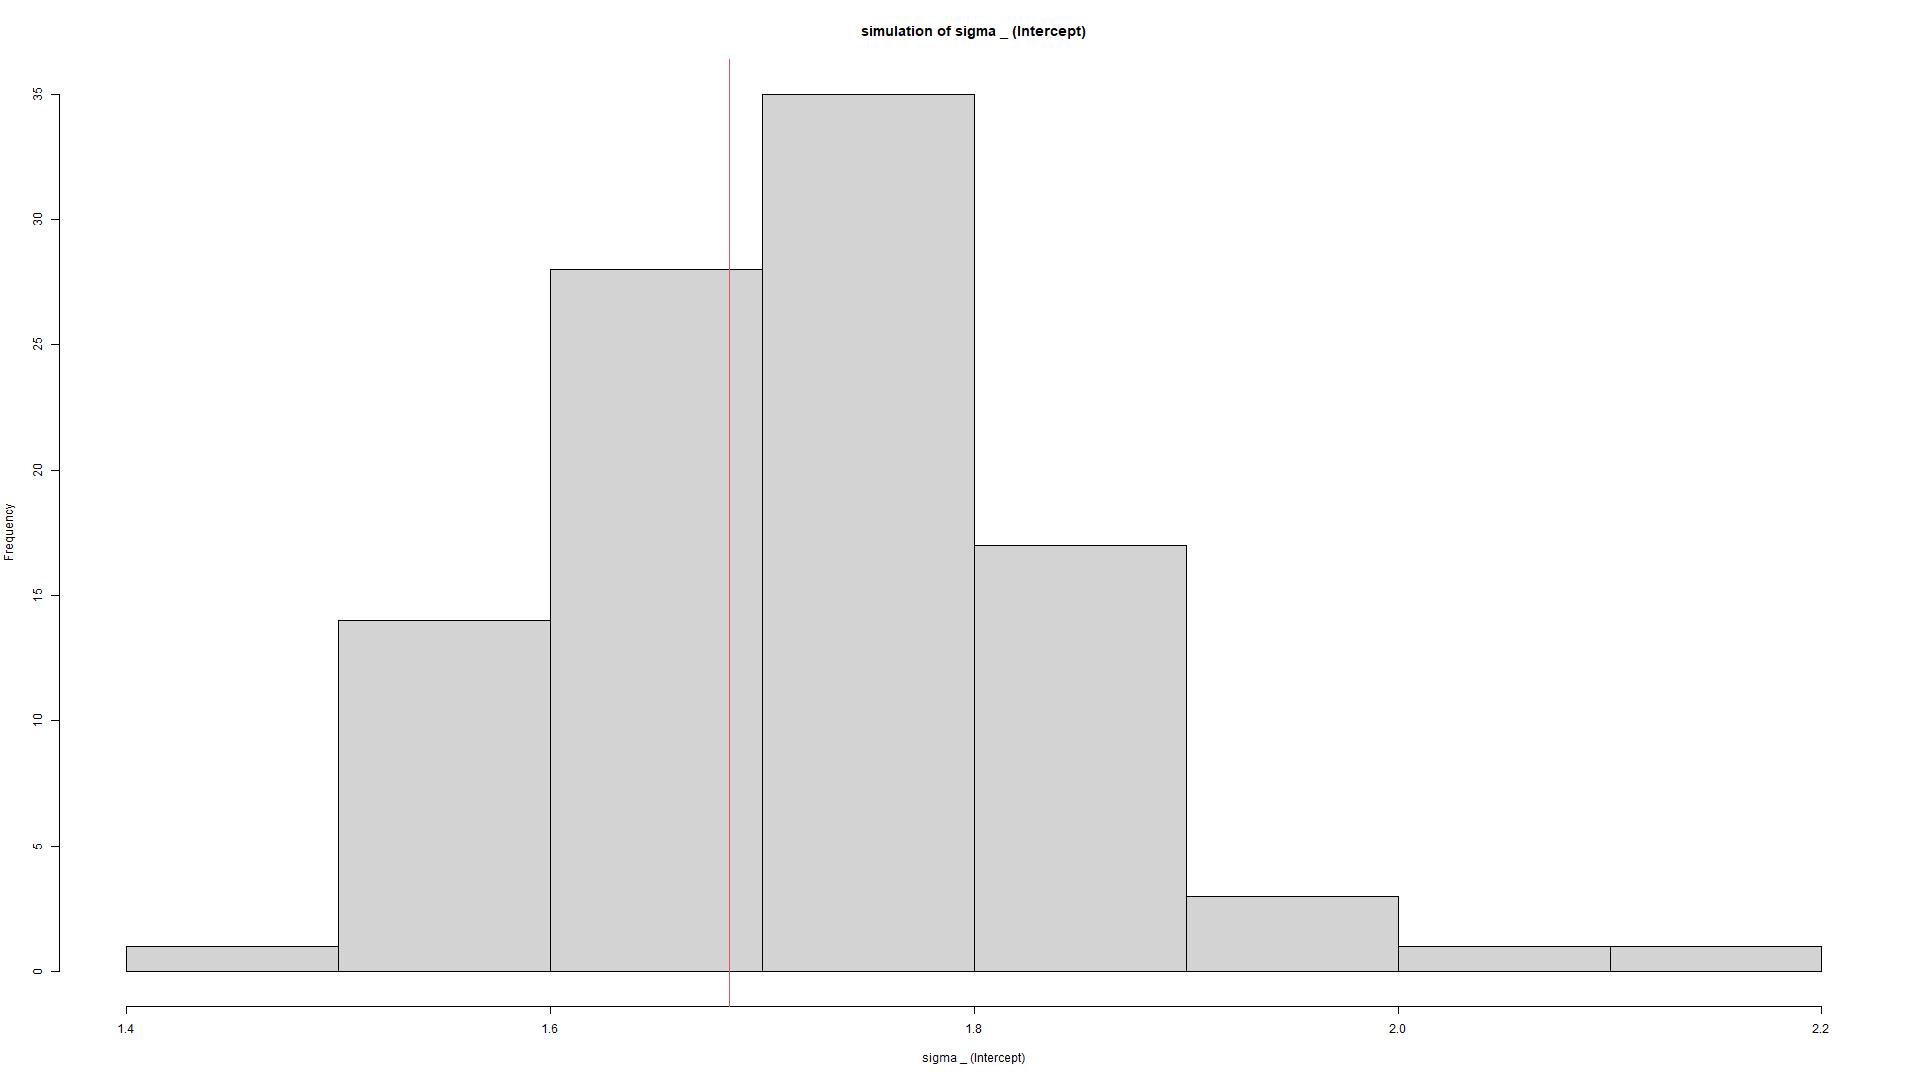 simulation of sigma _ (Intercept)
35
30
25
20
15
10
5
0
Frequency
1.4 1.6 1.8 2.0 2.2
sigma _ (Intercept)